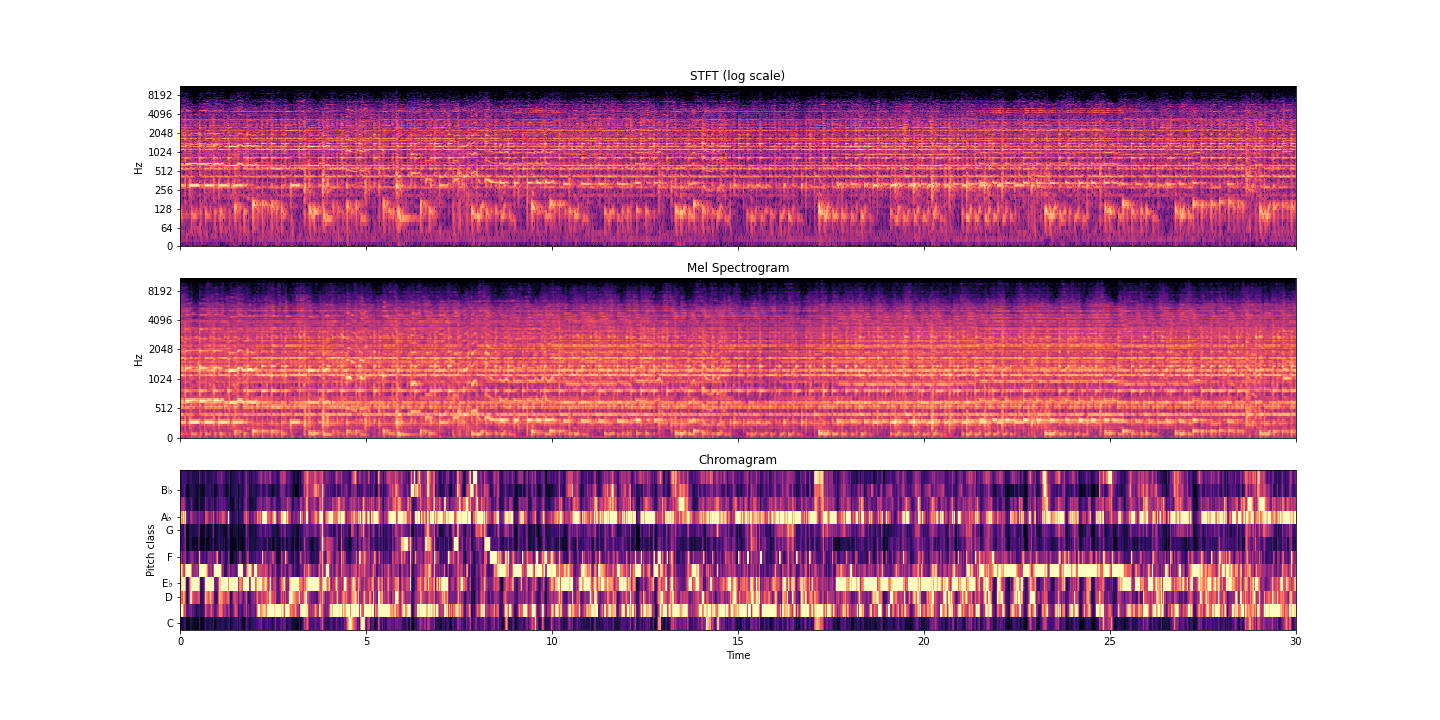 STFT (log scale)
8192
4096
2048
1024
512
256
128
64
0
Hz
Mel Spectrogram
8192
4096
2048
1024
512
0
Hz
Chromagram
B♭
A♭
G
F
E♭
D
C
Pitch class
0 5 10 15 20 25 30
Time